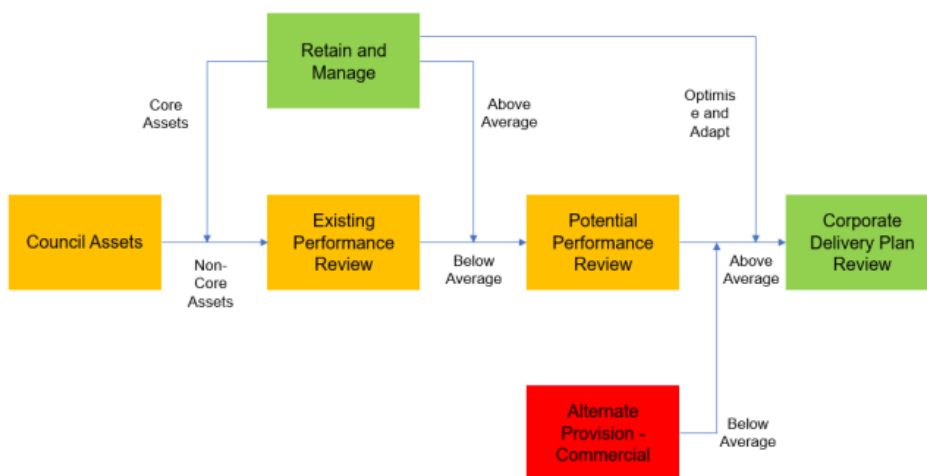 Retain and
Manage
Core
Assets
Above
Average
Optimis
e and
Adapt
Council Assets
Non-
Core
Assets
Existing
Performance
Review
Below
Average
Potential
Performance
Review
Above
Average
Corporate
Delivery Plan
Review
Alternate
Provision -
Commercial
Below
Average